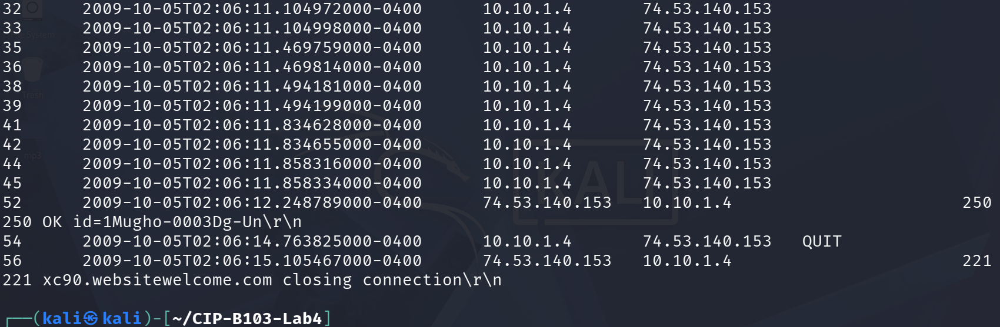 32 2009-10-05T02:06:11.104972000-0400 10.10.1.4 74.53.140.153
33 2009-10-05T02:06:11.104998000-0400 10.10.1.4 74.53.140.153
35 2009-10-05T02:06:11.469759000-0400 10.10.1.4 74.53.140.153
36 2009-10-05T02:06:11.469814000-0400 10.10.1.4 74.53.140.153
38 2009-10-05T02:06:11.494181000-0400 10.10.1.4 74.53.140.153
39 2009-10-05T02:06:11.494199000-0400 10.10.1.4 74.53.140.153
41 2009-10-05T02:06:11.834628000-0400 10.10.1.4 74.53.140.153
42 2009-10-05T02:06:11.834655000-0400 10.10.1.4 74.53.140.153
44 2009-10-05T02:06:11.858316000-0400 10.10.1.4 74.53.140.153
45 2009-10-05T02:06:11.858334000-0400 10.10.1.4 74.53.140.153
52 2009-10-05T02:06:12.248789000-0400 74.53.140.153 10.10.1.4 250
250 OK id=1Mugho-0003Dg-Un\r\n
54 2009-10-05T02:06:14.763825000-0400 10.10.1.4 74.53.140.153 QUIT
56 2009-10-05T02:06:15.105467000-0400 74.53.140.153 10.10.1.4 221
221 xc90.websitewelcome.com closing connection\r\n
┌──(kali㉿kali)-[~/CIP-B103-Lab4]
File System
Trash
mp3
KALI